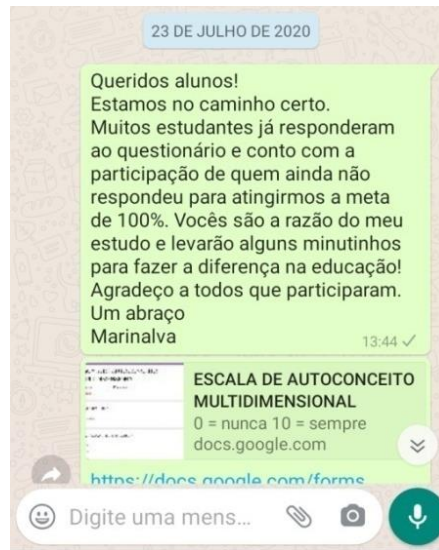 23 DE JULHO DE 2020
Queridos alunos!
Estamos no caminho certo.
Muitos estudantes já responderam
ao questionário e conto com a
participação de quem ainda não
respondeu para atingirmos a meta
de 100%. Vocês são a razão do meu
estudo e levarão alguns minutinhos
para fazer a diferença na educação!
Agradeço a todos que participaram.
Um abraço
Marinalva
13:44
ESCALA DE AUTOCONCEITO
MULTIDIMENSIONAL
0 = nunca 10 = sempre
docs.google.com
https://docs.google.com/forms
Digite uma mens...